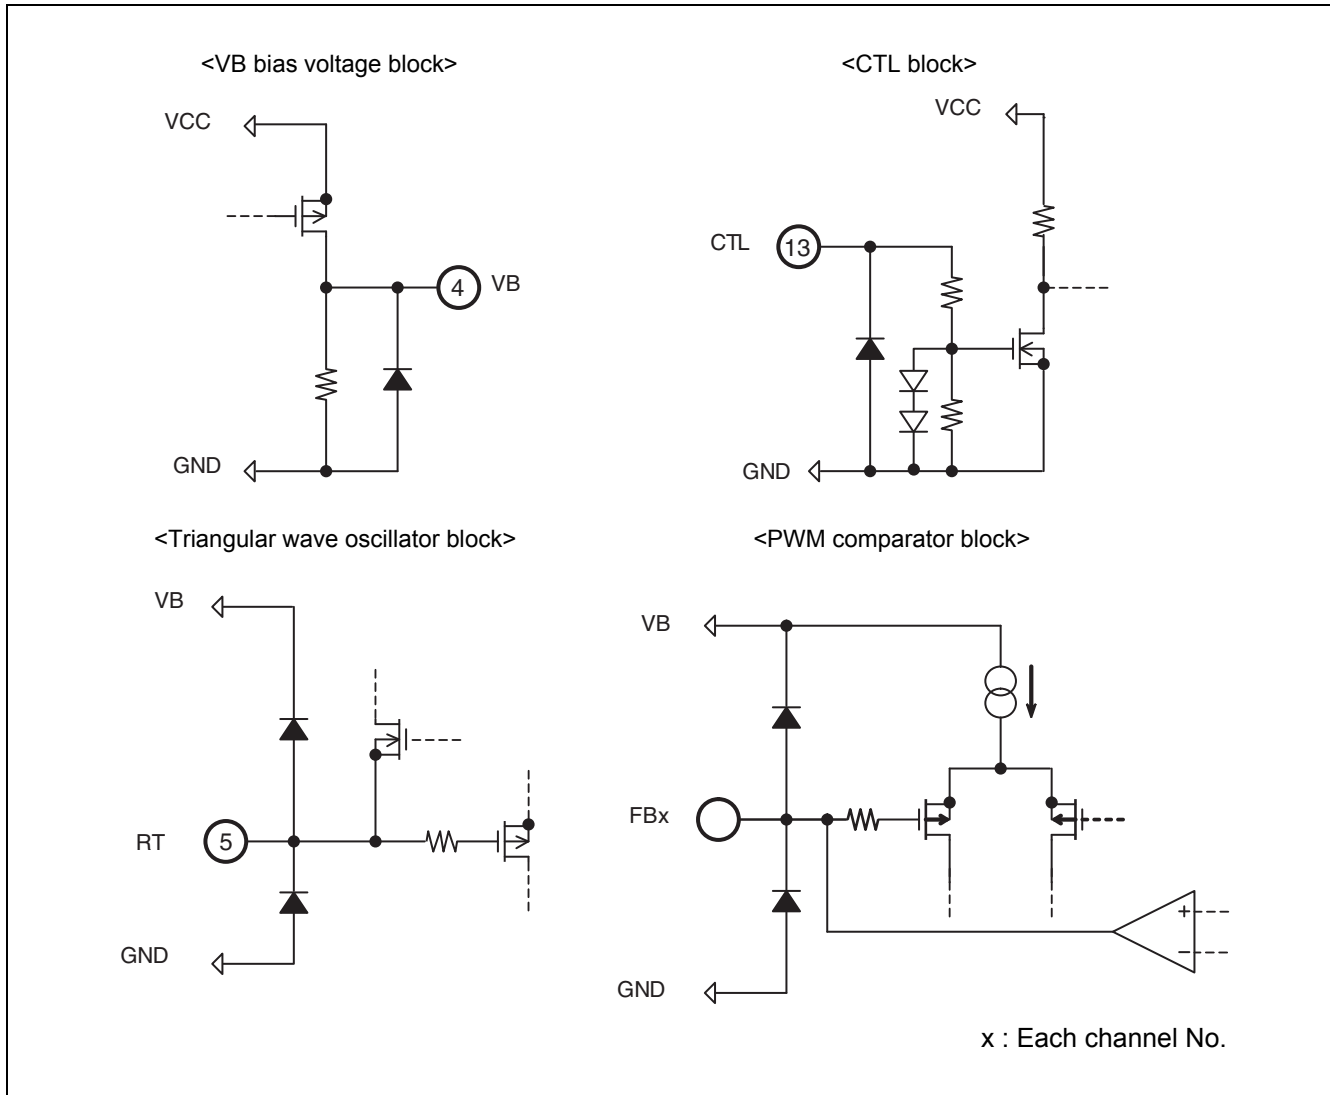 <VB bias voltage block>
VCC
4 VB
GND
<CTL block>
VCC
CTL 13
GND
<Triangular wave oscillator block>
VB
RT 5
GND
<PWM comparator block>
VB
FBx
+
−
GND
x : Each channel No.